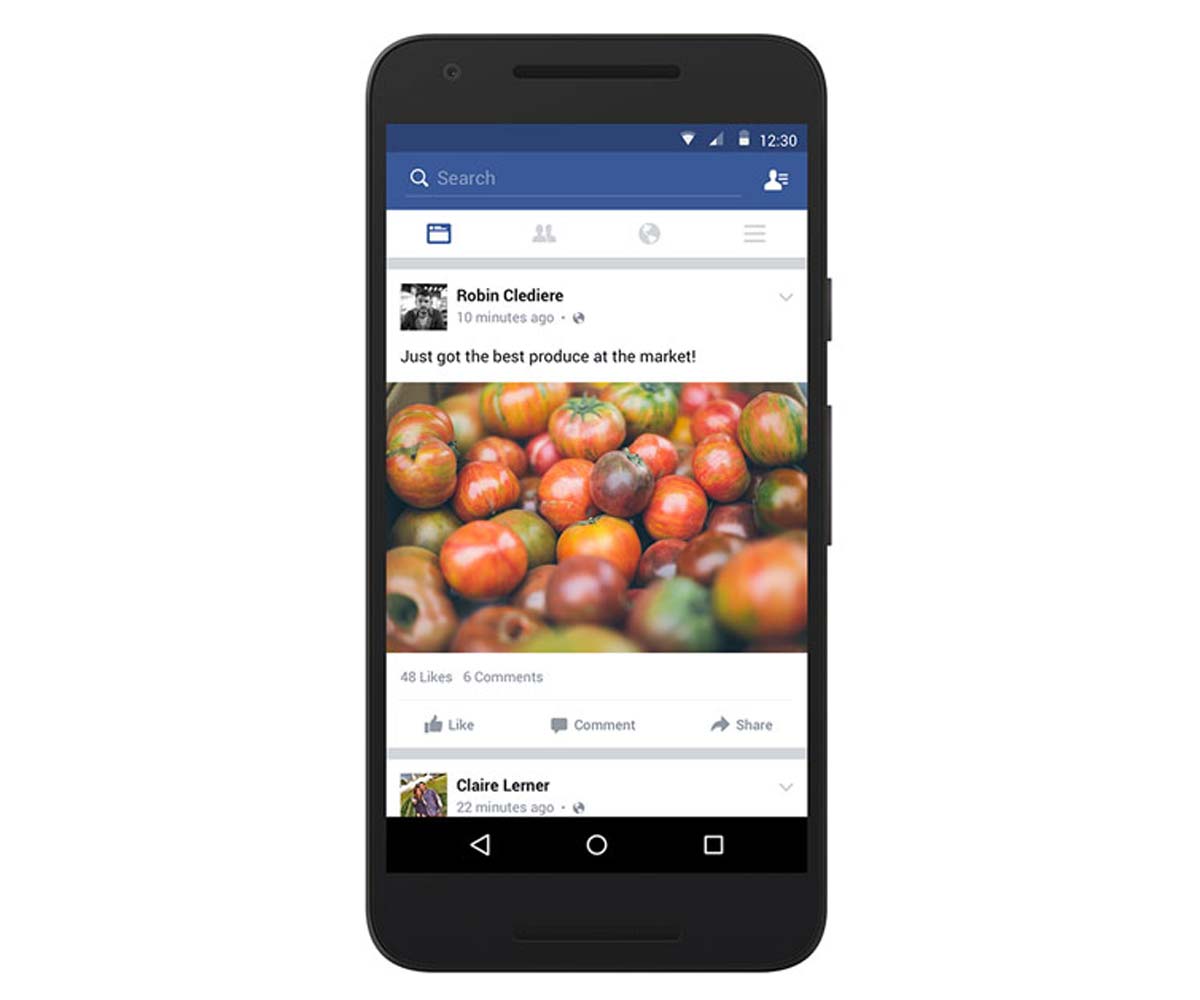 12:30
Search
Robin Clediere
10 minutes ago •
Just got the best produce at the market!
48 Likes 6 Comments
Like Comment Share
Claire Lerner
22 minutes ago •